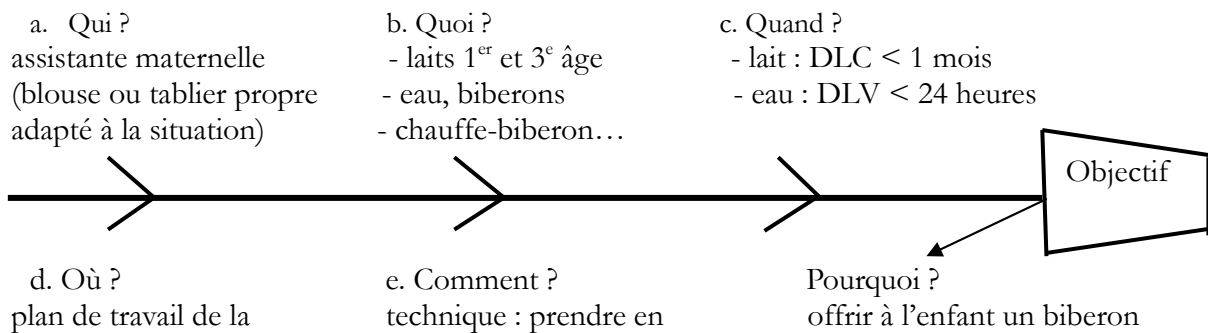 a. Qui ?
assistante maternelle
(blouse ou tablier propre
adapté à la situation)
b. Quoi ?
- laits 1er et 3e âge
- eau, biberons
- chauffe-biberon…
c. Quand ?
- lait : DLC < 1 mois
- eau : DLV < 24 heures
Objectif
d. Où ?
plan de travail de la
e. Comment ?
technique : prendre en
Pourquoi ?
offrir à l’enfant un biberon